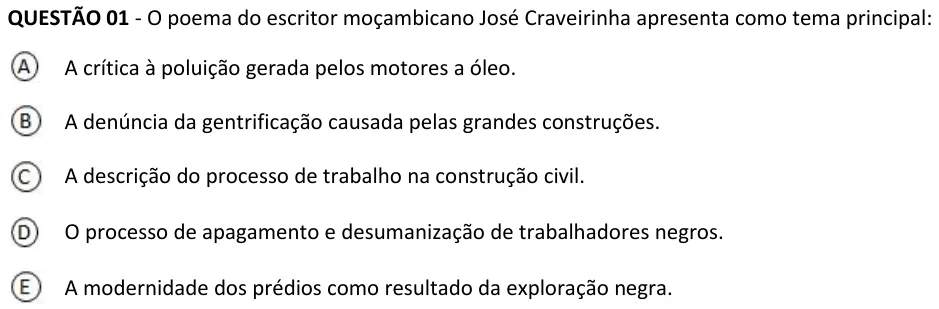 QUESTÃO 01 - O poema do escritor moçambicano José Craveirinha apresenta como tema principal:
A A crítica à poluição gerada pelos motores a óleo.
B A denúncia da gentrificação causada pelas grandes construções.
C A descrição do processo de trabalho na construção civil.
D O processo de apagamento e desumanização de trabalhadores negros.
E A modernidade dos prédios como resultado da exploração negra.